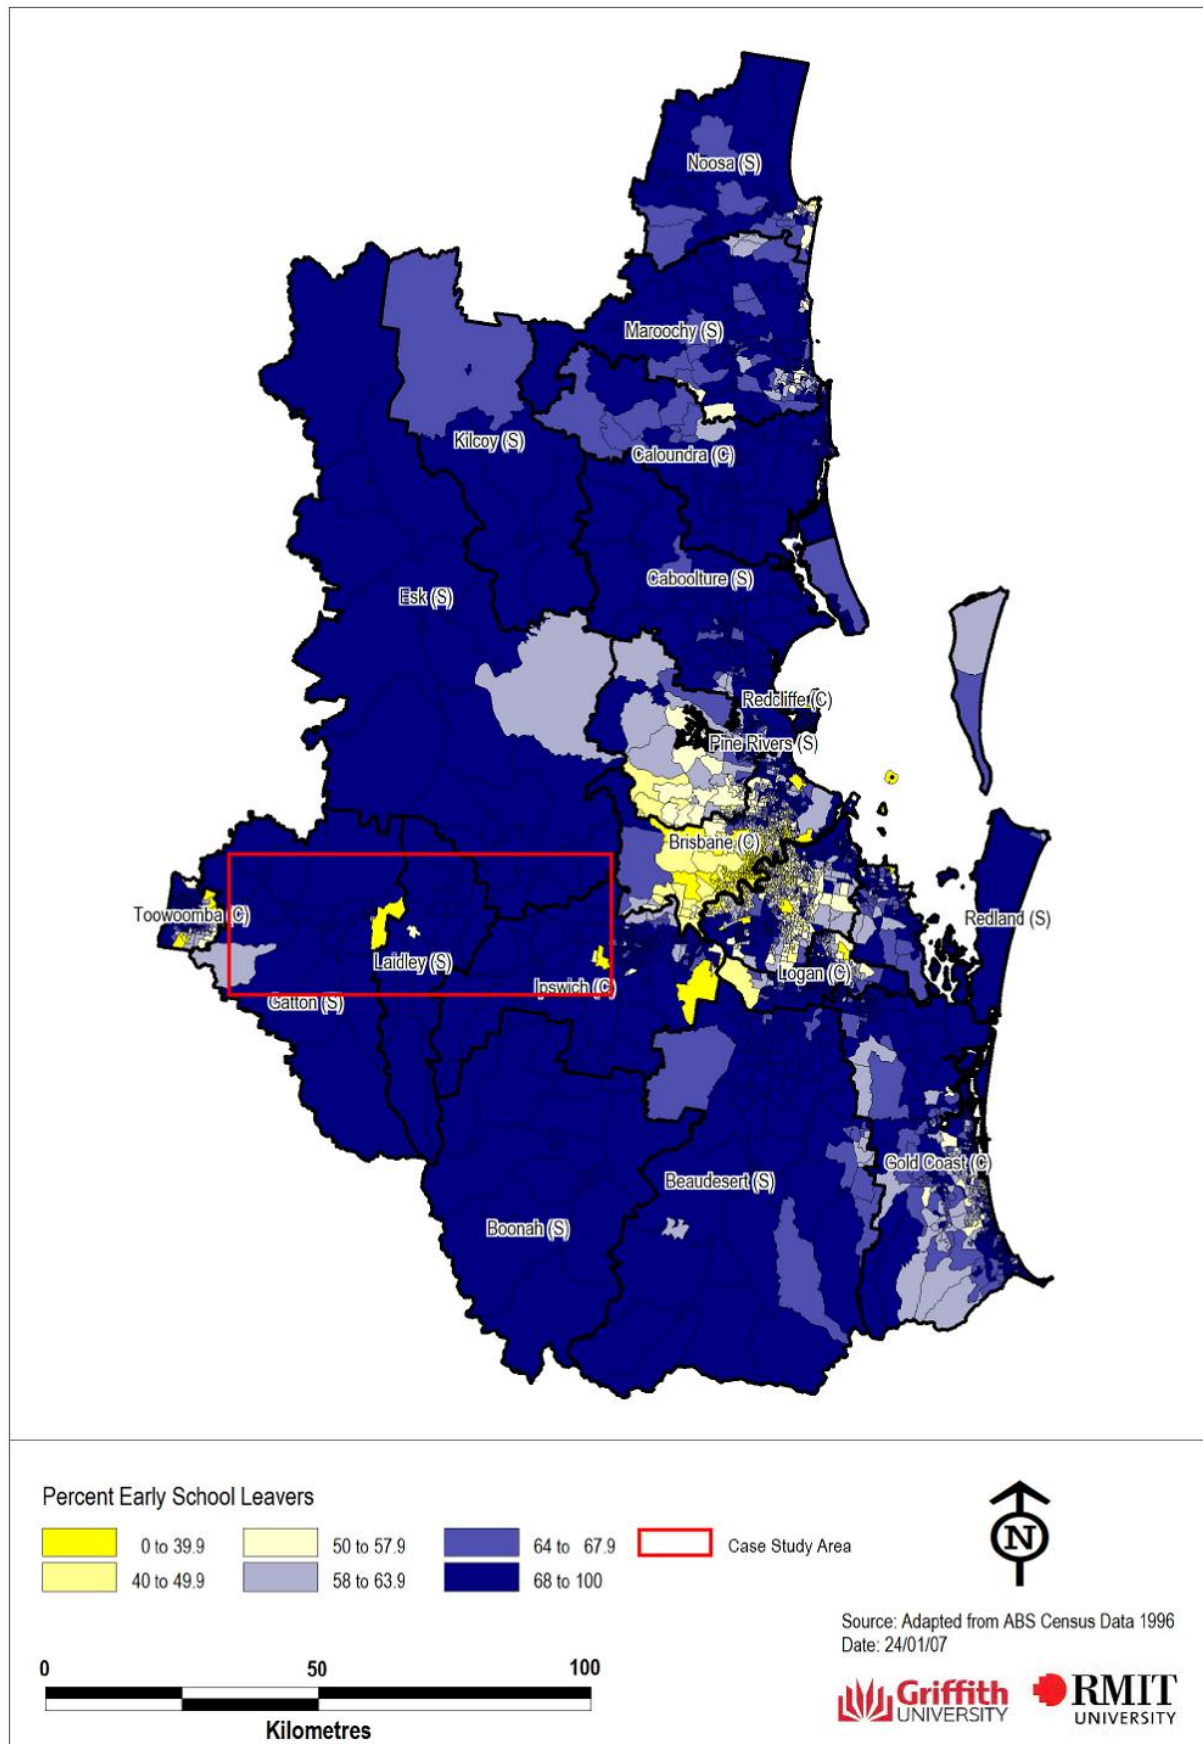 Noosa (S)
Maroochy (S)
Kilcoy (S)
Caloundra (C)
Caboolture (S)
Esk (S)
Redcliffe (C)
Pine Rivers (S)
Brisbane (C)
Toowoomba (C)
Redland (S)
Laidley (S)
Logan (C)
Ipswich (C)
Gatton (S)
Gold Coast (C)
Beaudesert (S)
Boonah (S)
Percent Early School Leavers
0 to 39.9
50 to 57.9
64 to 67.9
Case Study Area
40 to 49.9
58 to 63.9
68 to 100
N
Source: Adapted from ABS Census Data 1996
Date: 24/01/07
0 50 100
Kilometres
Griffith
UNIVERSITY
RMIT
UNIVERSITY